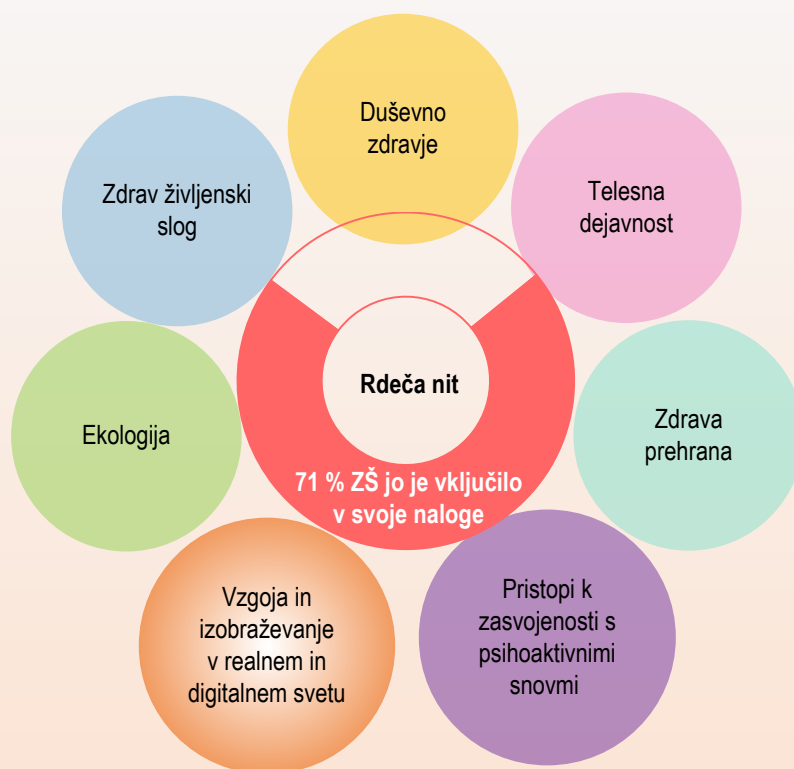 Duševno
zdravje
Zdrav življenski
slog
Telesna
dejavnost
Rdeča nit
Ekologija
Zdrava
prehrana
71 % ZŠ jo je vključilo
v svoje naloge
Vzgoja in
izobraževanje
v realnem in
digitalnem svetu
Pristopi k
zasvojenosti s
psihoaktivnimi
snovmi